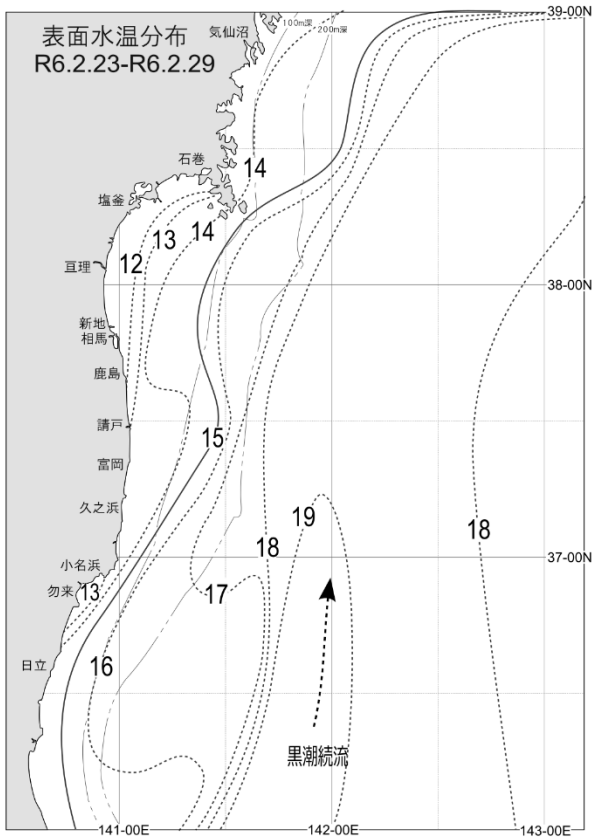 表面水温分布
R6.2.23-R6.2.29
気仙沼
100m深
200m深
39-00N
石巻
14
塩釜
13
14
12
亘理
38-00N
新地
相馬
鹿島
請戸
15
富岡
久之浜
19
18
18
小名浜
37-00N
勿来
13
17
日立
16
黒潮続流
141-00E
142-00E
143-00E